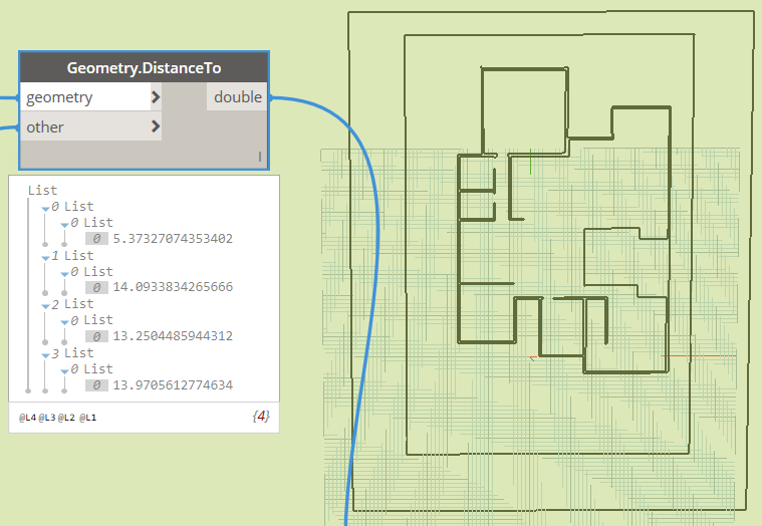 Geometry.DistanceTo
geometry
double
other
l
List
0 List
0 List
0 5.37327074353402
1 List
0 List
0 14.0933834265666
2 List
0 List
0 13.2504485944312
3 List
0 List
0 13.9705612774634
@L4 @L3 @L2 @L1
{4}